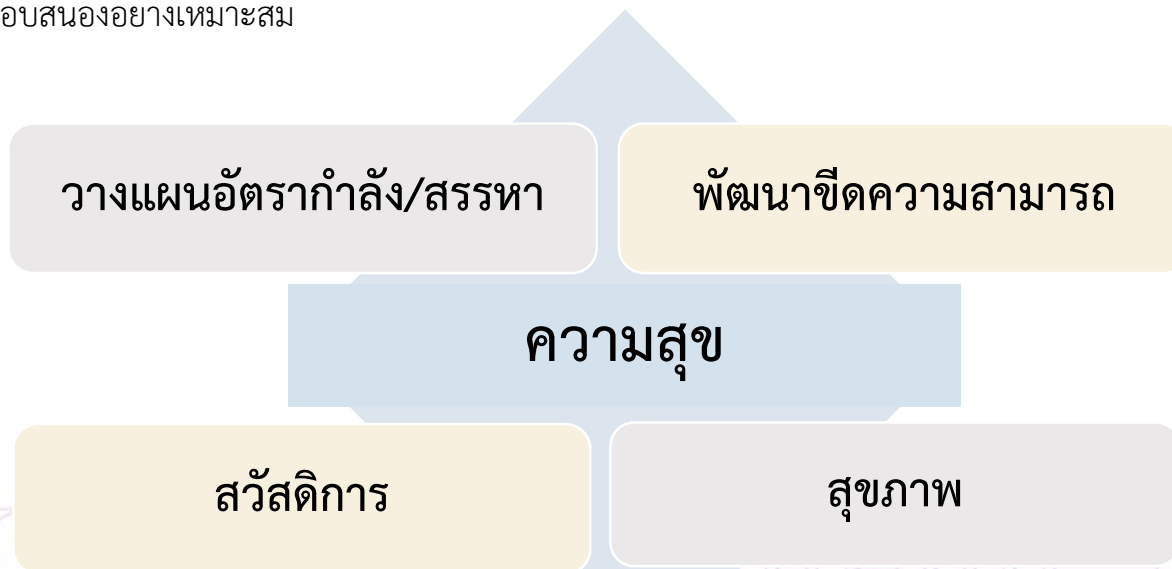 อบสนองอย่างเหมาะสม
วางแผนอัตรากำลัง/สรรหา
พัฒนาขีดความสามารถ
ความสุข
สวัสดิการ
สุขภาพ